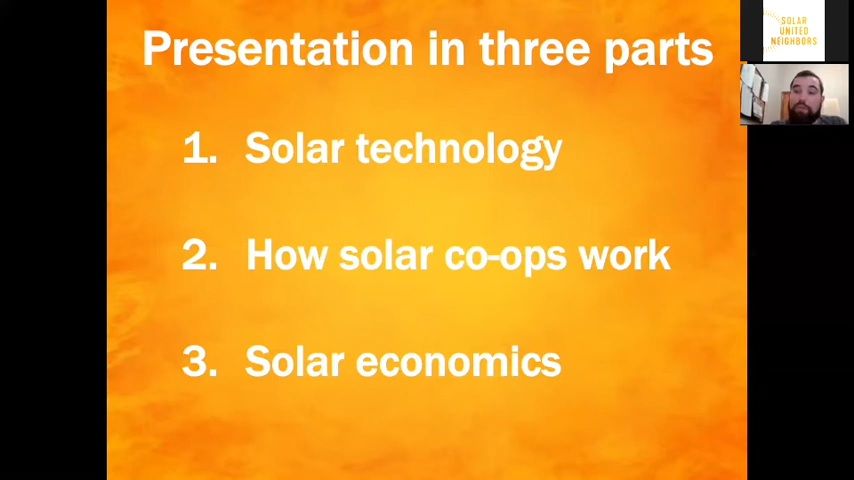 Presentation in three parts
1. Solar technology
2. How solar co-ops work
3. Solar economics
SOLAR
UNITED
NEIGHBORS